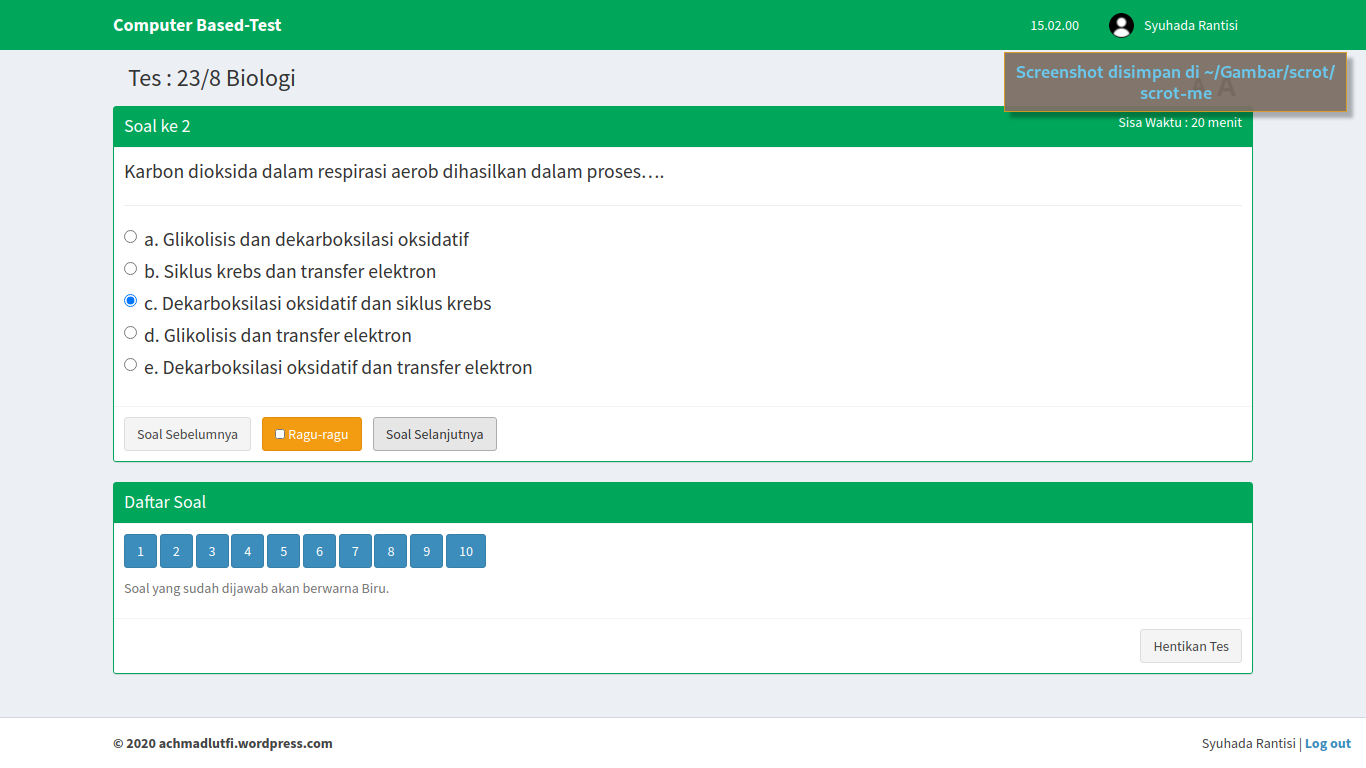 Computer Based-Test
15.02.00
Syuhada Rantisi
Tes : 23/8 Biologi
Screenshot disimpan di ~/Gambar/scrot/
scrot-me
A
Soal ke 2
Sisa Waktu : 20 menit
Karbon dioksida dalam respirasi aerob dihasilkan dalam proses….
a. Glikolisis dan dekarboksilasi oksidatif
b. Siklus krebs dan transfer elektron
c. Dekarboksilasi oksidatif dan siklus krebs
d. Glikolisis dan transfer elektron
e. Dekarboksilasi oksidatif dan transfer elektron
Soal Sebelumnya
Ragu-ragu
Soal Selanjutnya
Daftar Soal
1 2 3 4 5 6 7 8 9 10
Soal yang sudah dijawab akan berwarna Biru.
Hentikan Tes
© 2020 achmadlutfi.wordpress.com
Syuhada Rantisi | Log out